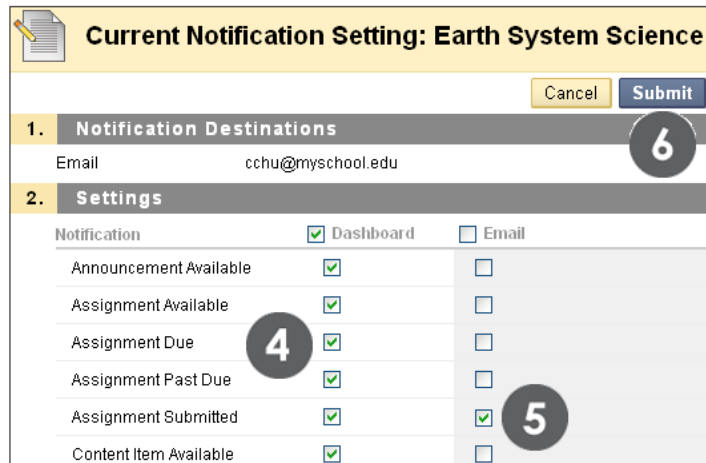 Current Notification Setting: Earth System Science
Cancel Submit
6
1. Notification Destinations
Email cchu@myschool.edu
2. Settings
Notification Dashboard Email
Announcement Available
Assignment Available
Assignment Due
4
Assignment Past Due
Assignment Submitted
5
Content Item Available